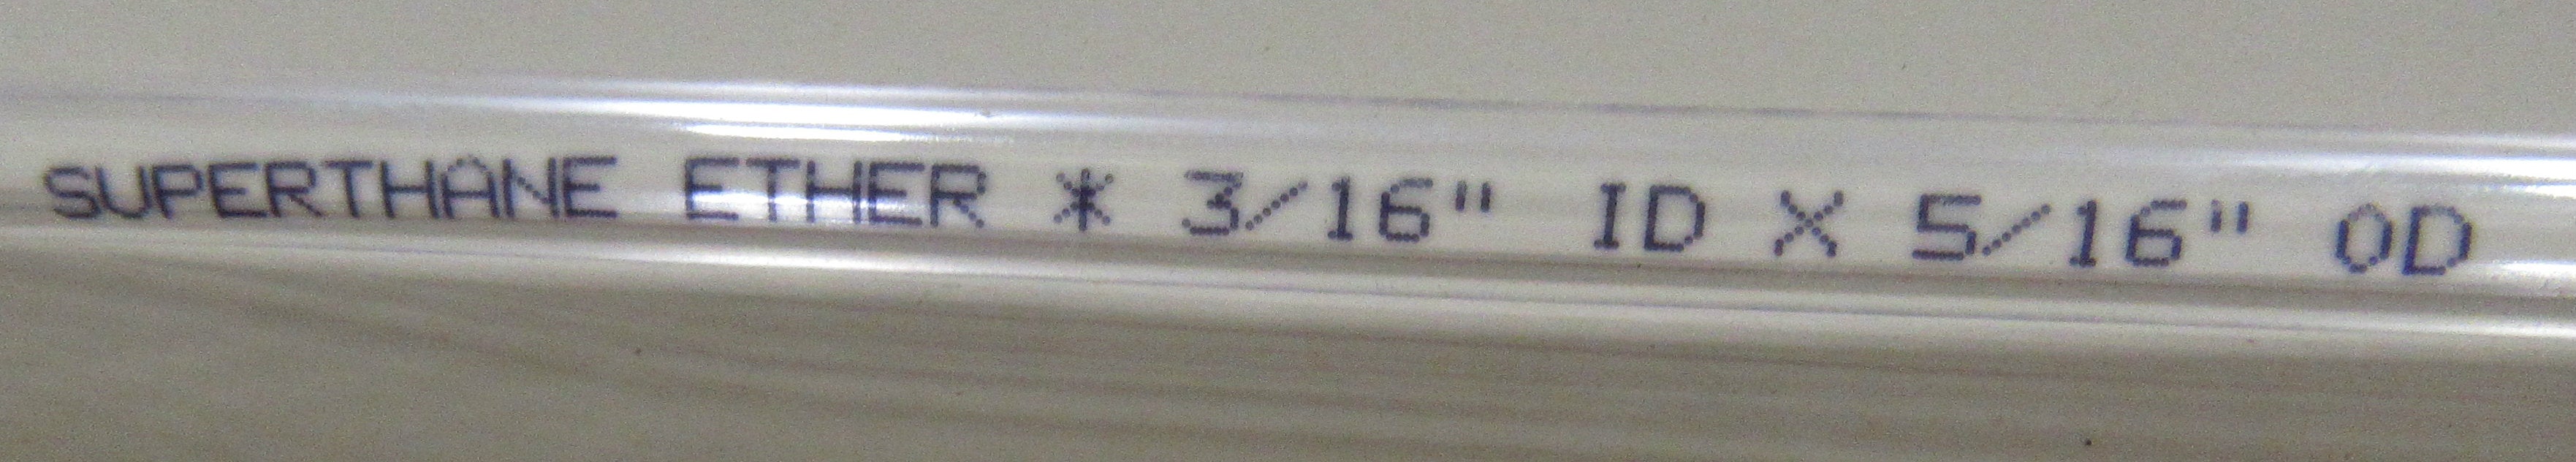 SUPERTHANE ETHER * 3/16" ID X 5/16" OD